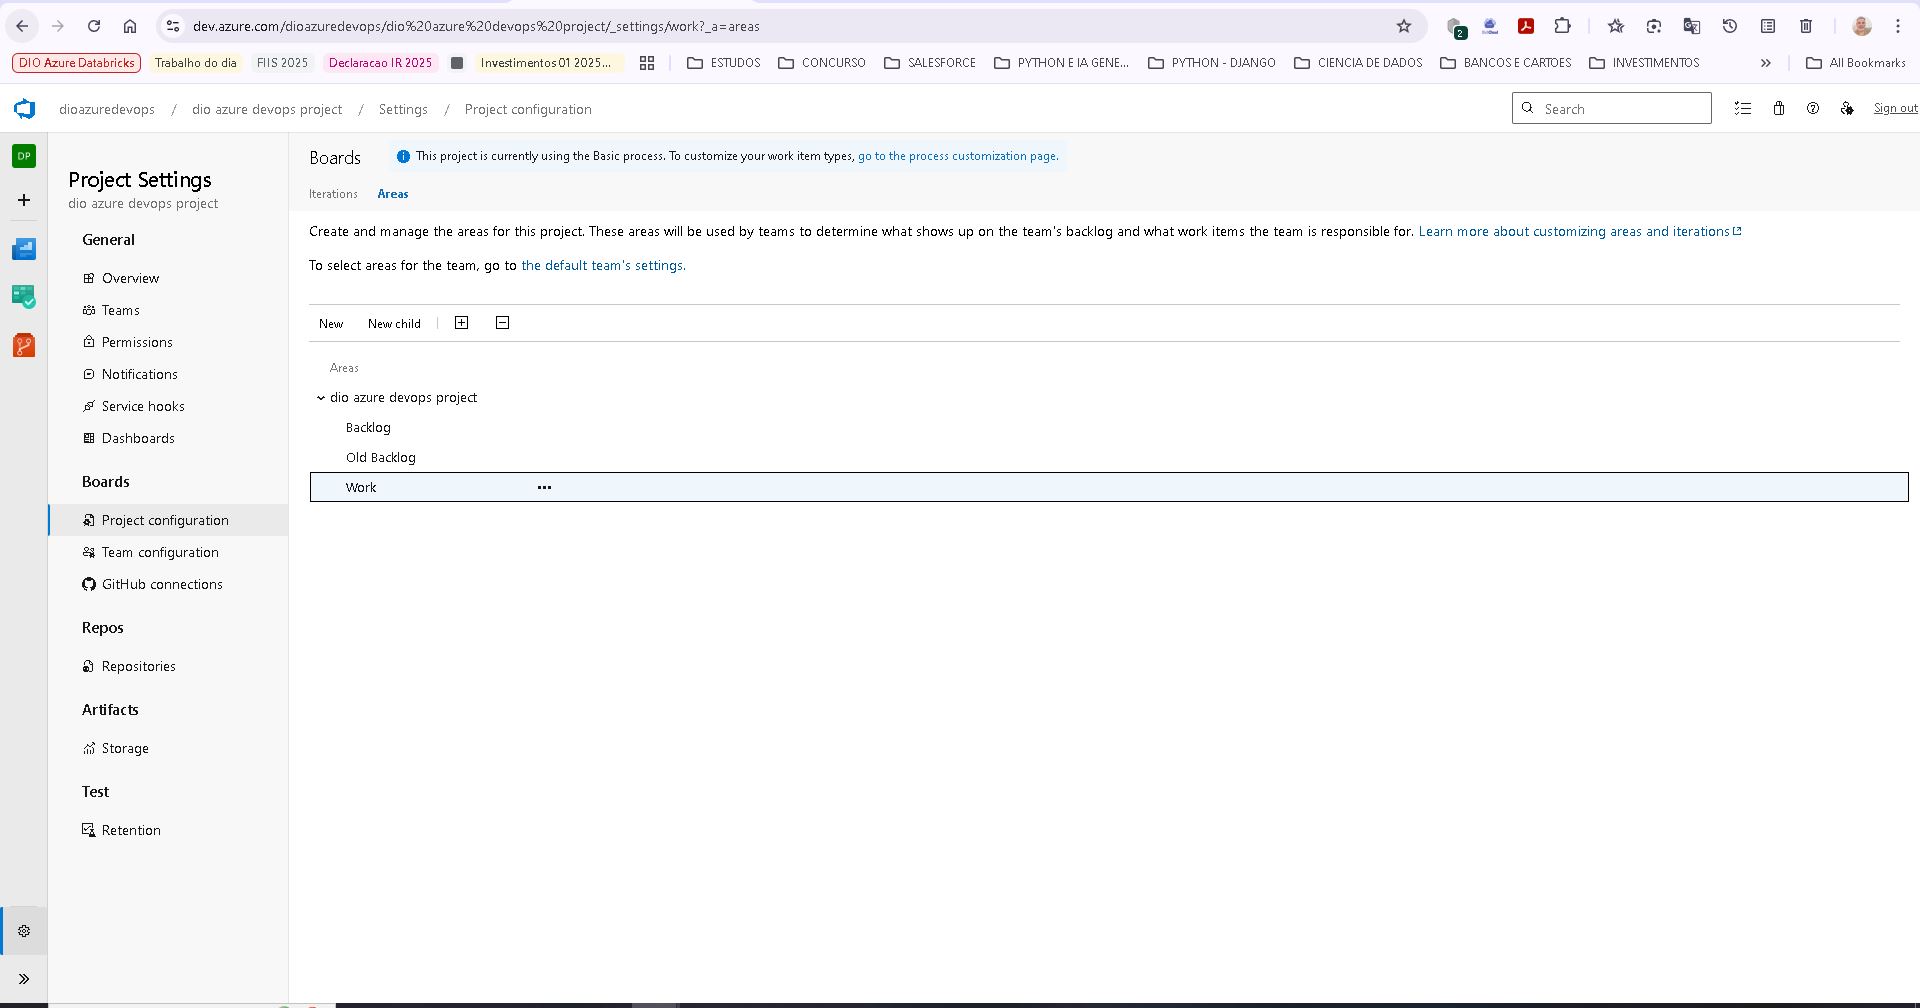 dev.azure.com/dioazuredevops/dio%20azure%20devops%20project/_settings/work?_a=areas
2
DIO Azure Databricks Trabalho do dia FIIS 2025 Declaracao IR 2025 Investimentos 01 2025... ESTUDOS CONCURSO SALESFORCE PYTHON E IA GENE... PYTHON - DJANGO CIENCIA DE DADOS BANCOS E CARTOES INVESTIMENTOS All Bookmarks
dioazuredevops / dio azure devops project / Settings / Project configuration
Search
Sign out
DP
Project Settings
dio azure devops project
General
Overview
Teams
Permissions
Notifications
Service hooks
Dashboards
Boards
Project configuration
Team configuration
GitHub connections
Repos
Repositories
Artifacts
Storage
Test
Retention
Boards
This project is currently using the Basic process. To customize your work item types, go to the process customization page.
Iterations Areas
Create and manage the areas for this project. These areas will be used by teams to determine what shows up on the team's backlog and what work items the team is responsible for. Learn more about customizing areas and iterations
To select areas for the team, go to the default team's settings.
New New child
Areas
dio azure devops project
Backlog
Old Backlog
Work